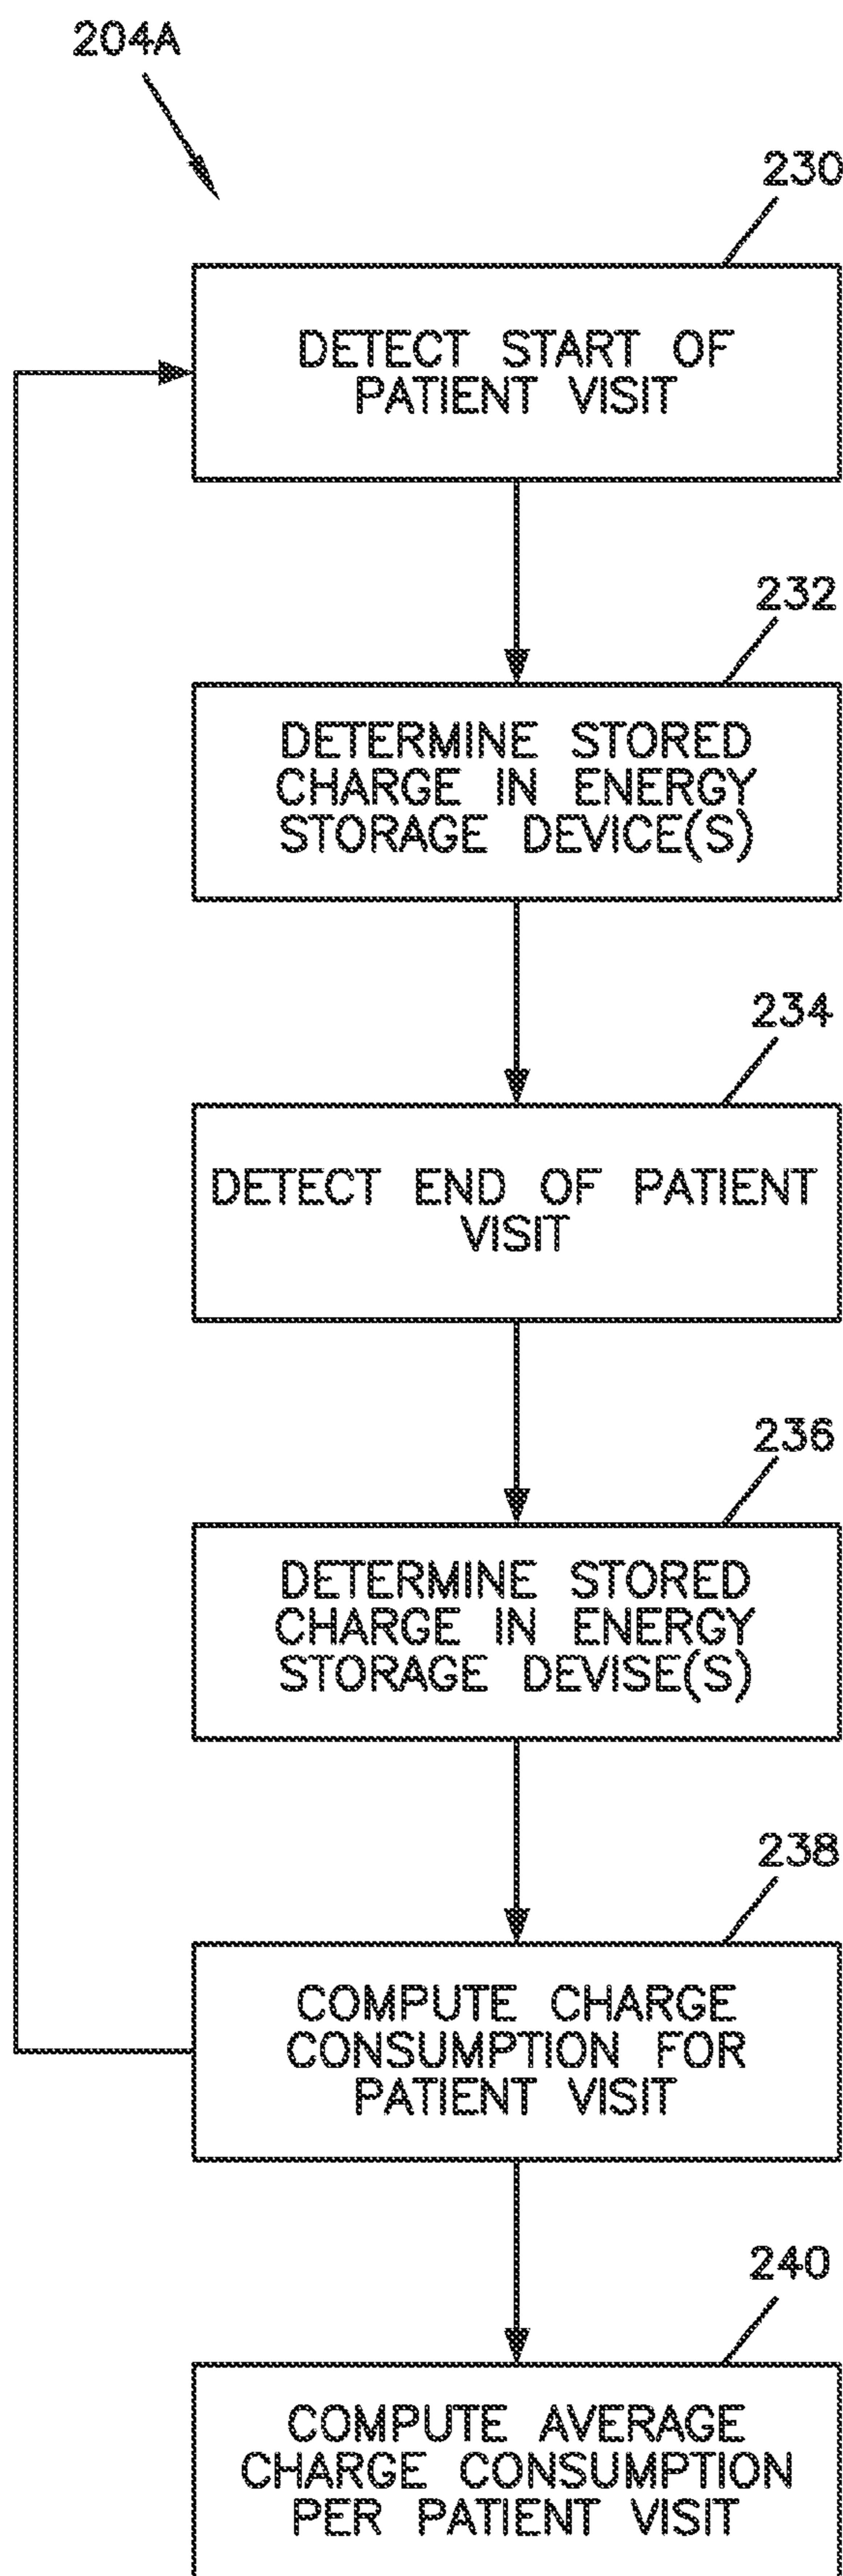 204A
230
DETECT START OF
PATIENT VISIT
232
DETERMINE STORED
CHARGE IN ENERGY
STORAGE DEVICE(S)
234
DETECT END OF PATIENT
VISIT
236
DETERMINE STORED
CHARGE IN ENERGY
STORAGE DEVISE(S)
238
COMPUTE CHARGE
CONSUMPTION FOR
PATIENT VISIT
240
COMPUTE AVERAGE
CHARGE CONSUMPTION
PER PATIENT VISIT